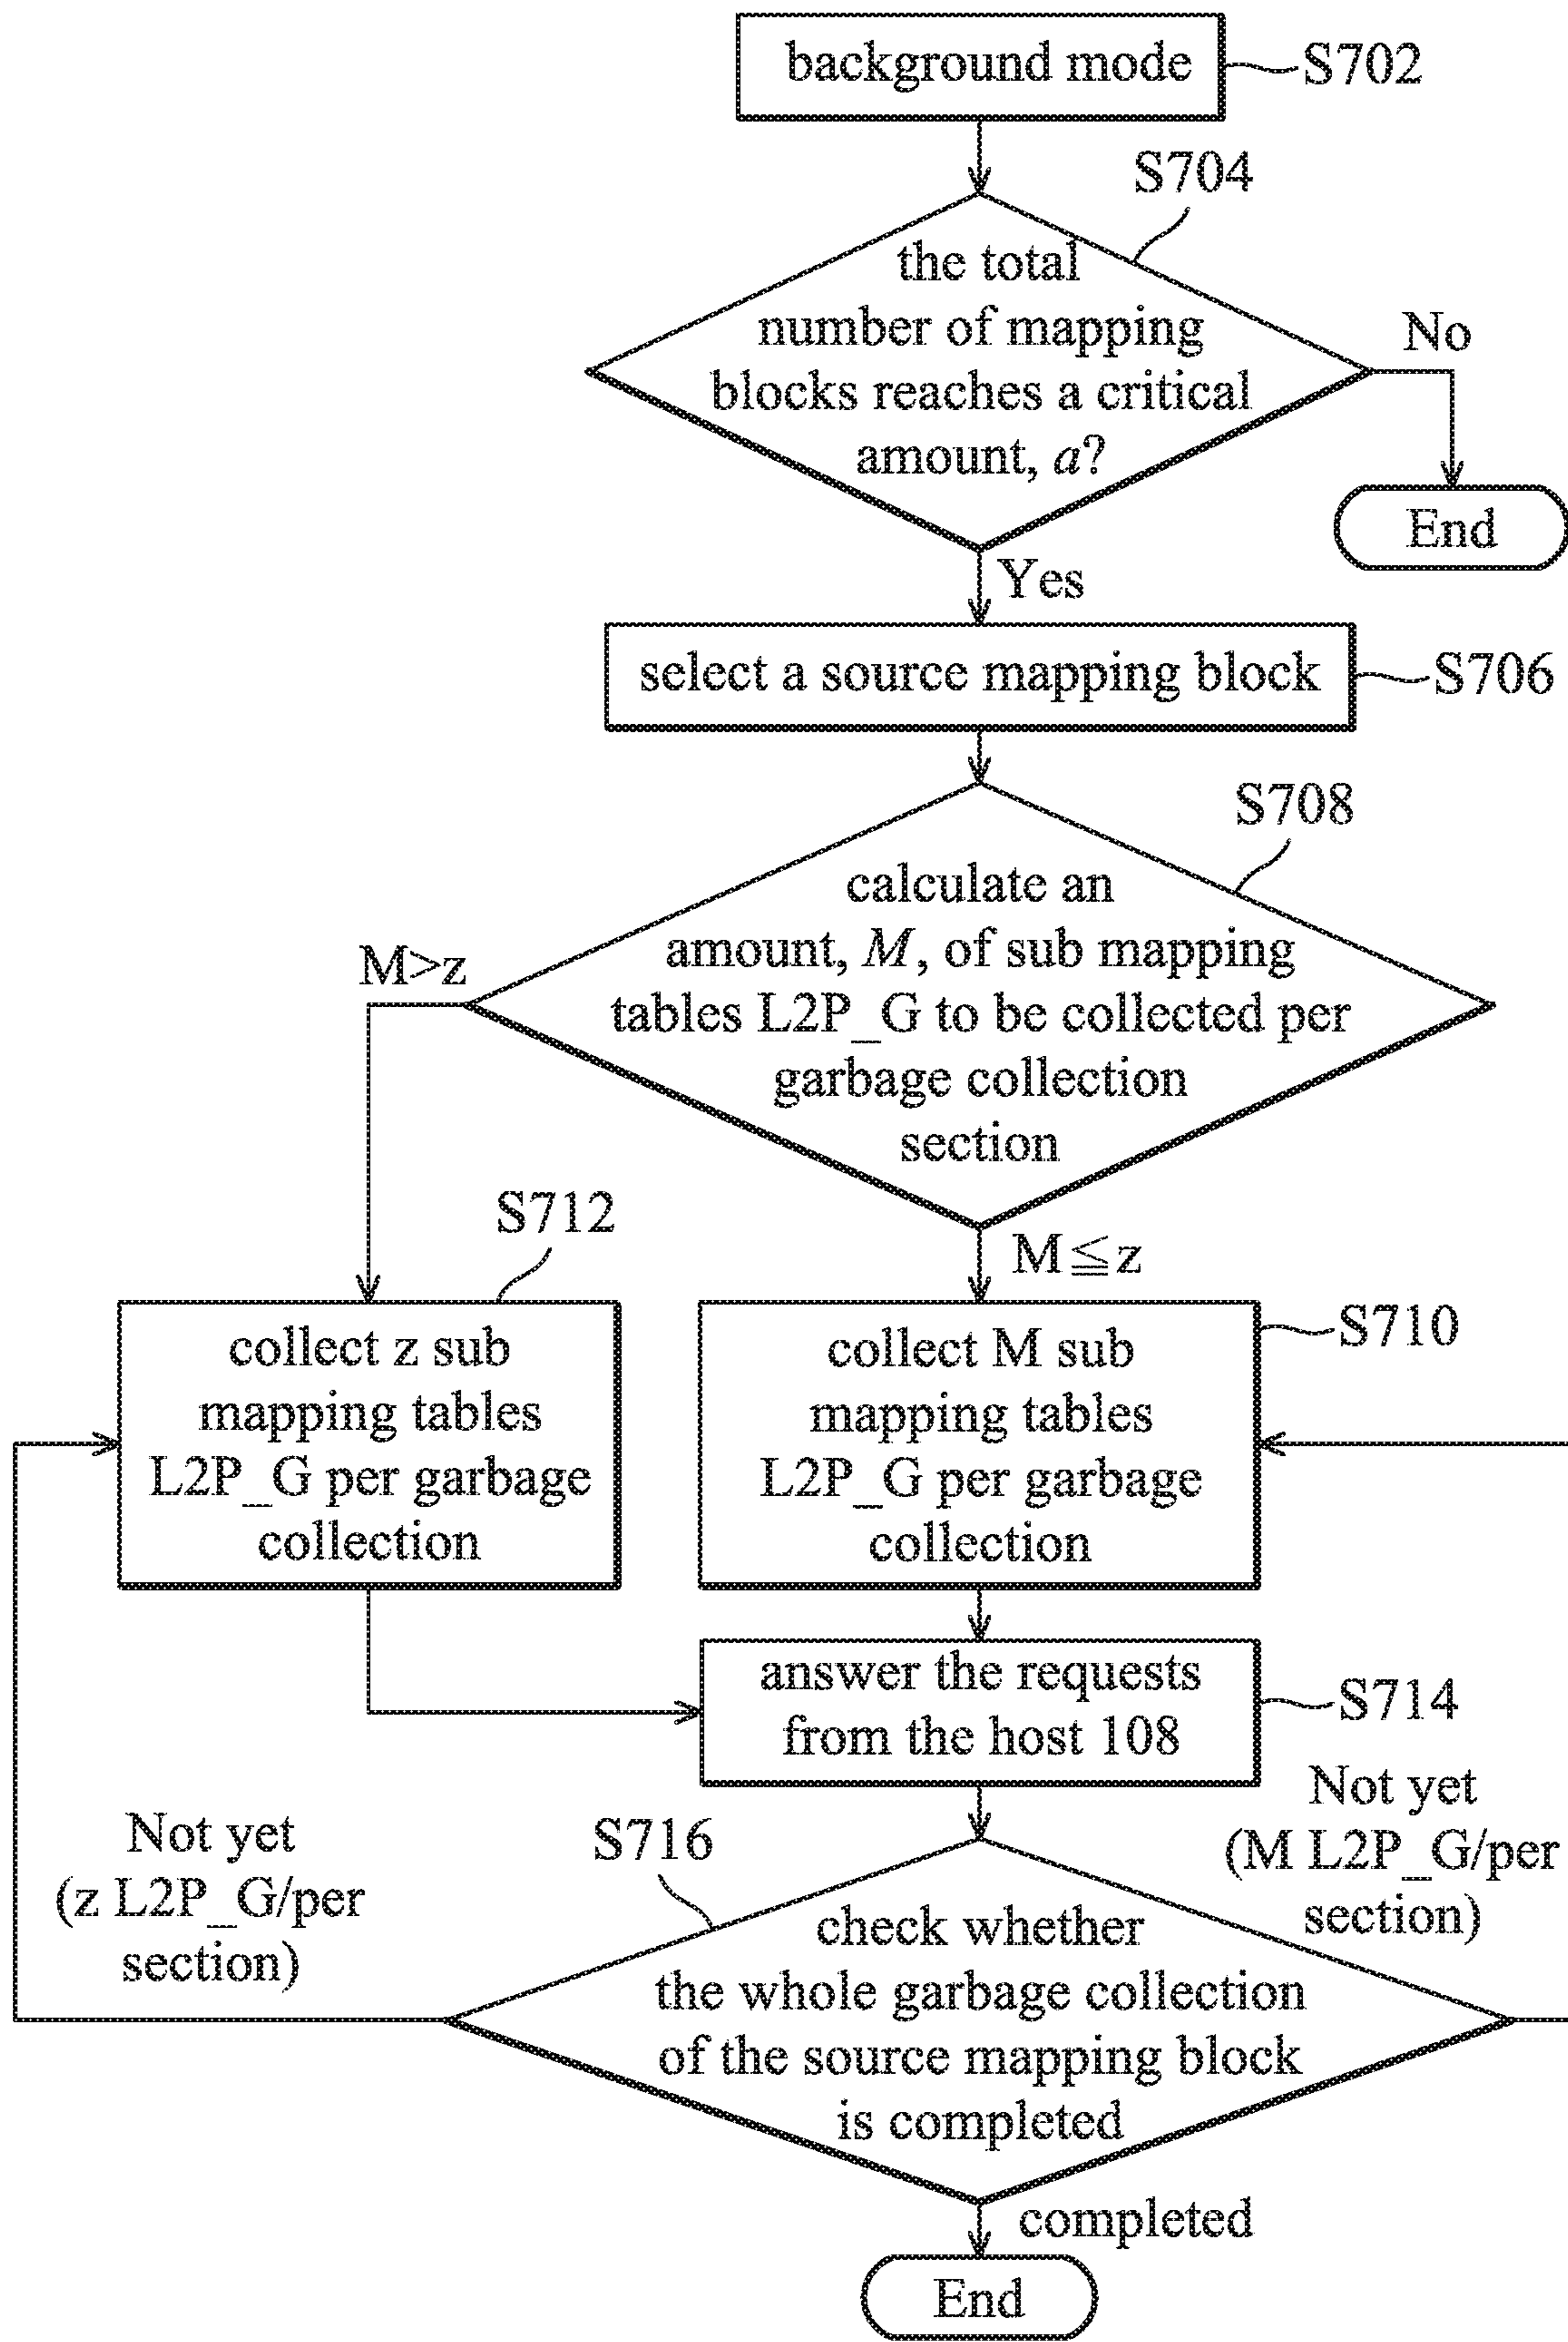 background mode
S702
S704
the total
number of mapping
blocks reaches a critical
amount, a?
No
End
Yes
select a source mapping block
S706
S708
calculate an
amount, M, of sub mapping
tables L2P_G to be collected per
garbage collection
section
M>z
M≦z
S712
collect z sub
mapping tables
L2P_G per garbage
collection
S710
collect M sub
mapping tables
L2P_G per garbage
collection
answer the requests
from the host 108
S714
Not yet
(z L2P_G/per
section)
S716
Not yet
(M L2P_G/per
section)
check whether
the whole garbage collection
of the source mapping block
is completed
completed
End